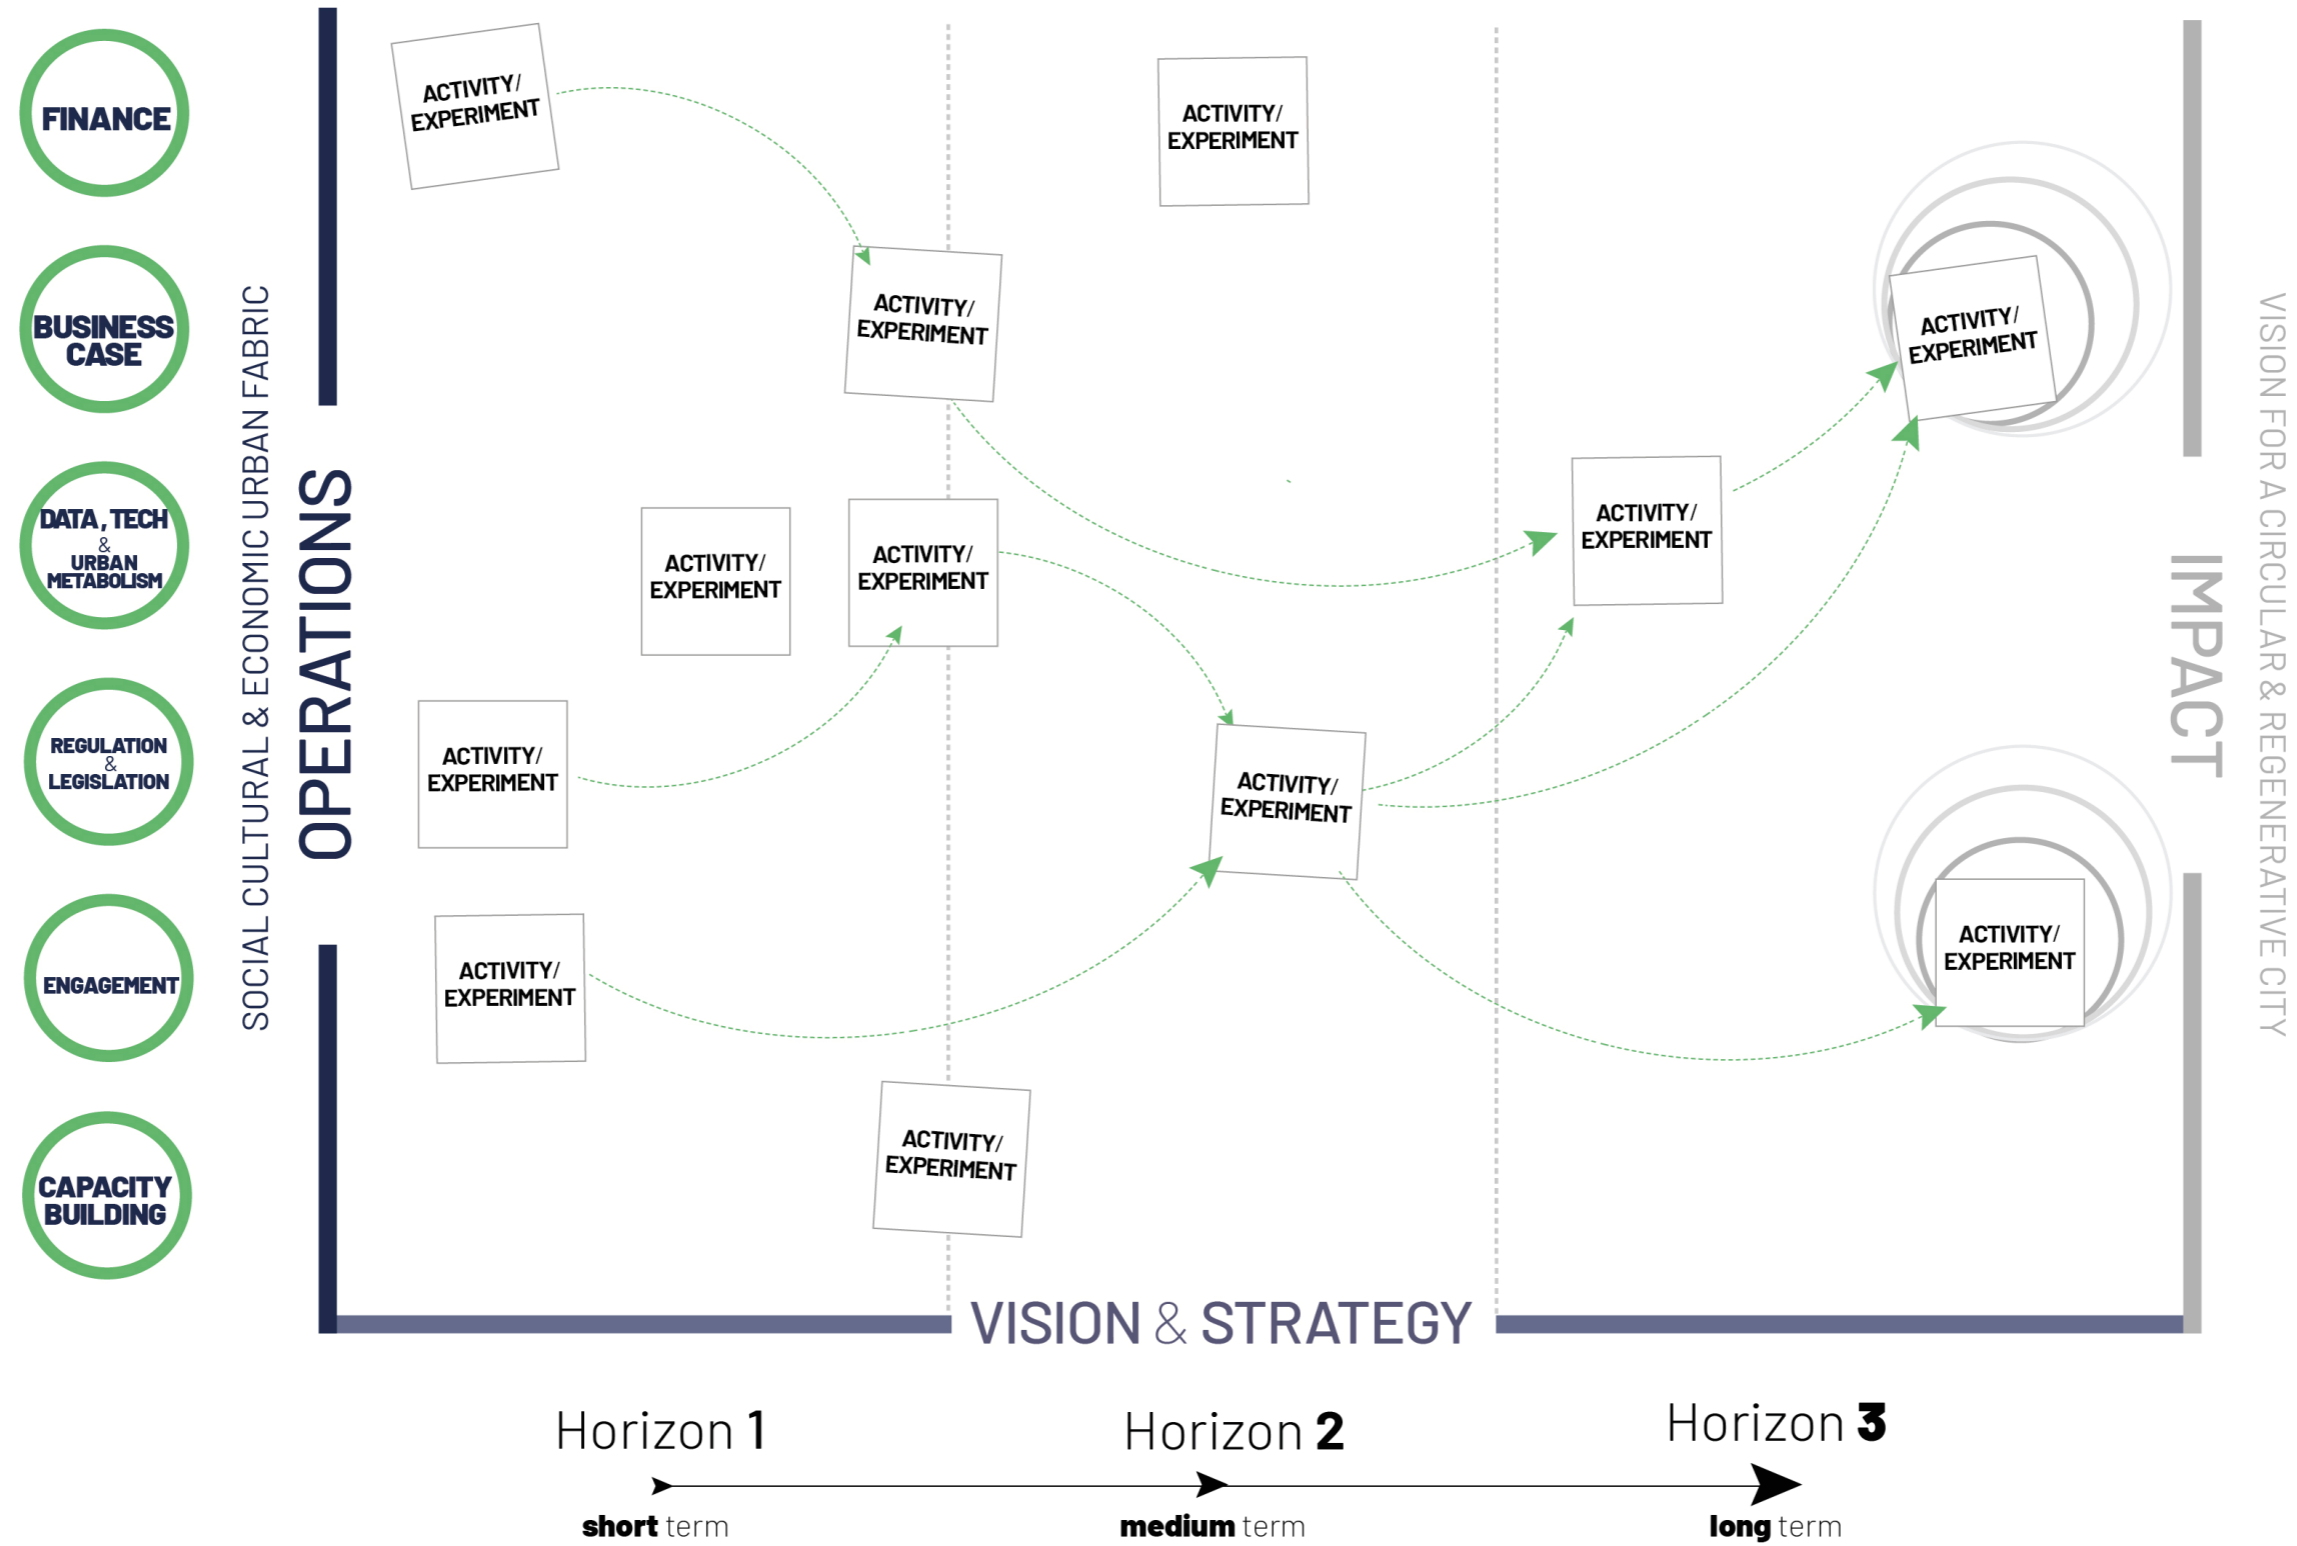 FINANCE
BUSINESS
CASE
DATA, TECH
&
URBAN
METABOLISM
REGULATION
&
LEGISLATION
ENGAGEMENT
CAPACITY
BUILDING
SOCIAL CULTURAL & ECONOMIC URBAN FABRIC
OPERATIONS
ACTIVITY/
EXPERIMENT
ACTIVITY/
EXPERIMENT
ACTIVITY/
EXPERIMENT
ACTIVITY/
EXPERIMENT
ACTIVITY/
EXPERIMENT
ACTIVITY/
EXPERIMENT
ACTIVITY/
EXPERIMENT
ACTIVITY/
EXPERIMENT
ACTIVITY/
EXPERIMENT
ACTIVITY/
EXPERIMENT
ACTIVITY/
EXPERIMENT
ACTIVITY/
EXPERIMENT
IMPACT
VISION FOR A CIRCULAR & REGENERATIVE CITY
VISION & STRATEGY
Horizon 1
Horizon 2
Horizon 3
short term
medium term
long term